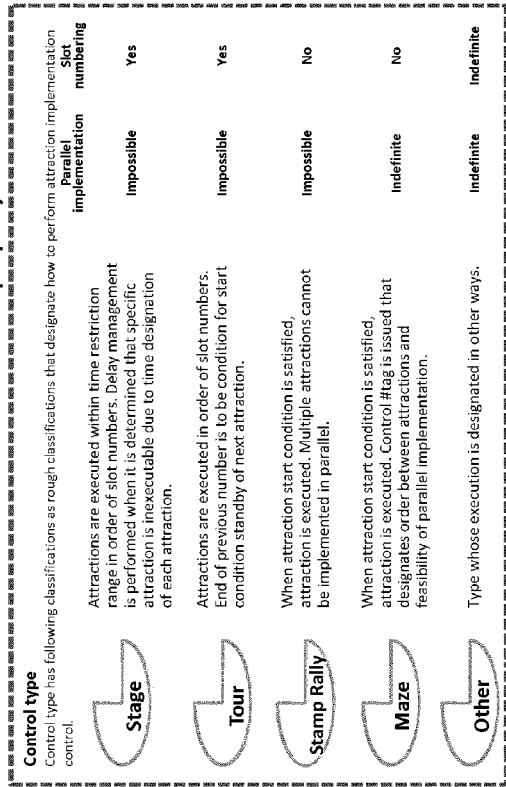 Control type
Control type has following classifications as rough classifications that designate how to perform attraction implementation
control.
Parallel
implementation
Slot
numbering
Stage
Attractions are executed within time restriction
range in order of slot numbers. Delay management
is performed when it is determined that specific
attraction is inexecutable due to time designation
of each attraction.
Impossible
Yes
Tour
Attractions are executed in order of slot numbers.
End of previous number is to be condition for start
condition standby of next attraction.
Impossible
Yes
Stamp Rally
When attraction start condition is satisfied,
attraction is executed. Multiple attractions cannot
be implemented in parallel.
Impossible
No
Maze
When attraction start condition is satisfied,
attraction is executed. Control #tag is issued that
designates order between attractions and
feasibility of parallel implementation.
Indefinite
No
Other
Type whose execution is designated in other ways.
Indefinite
Indefinite